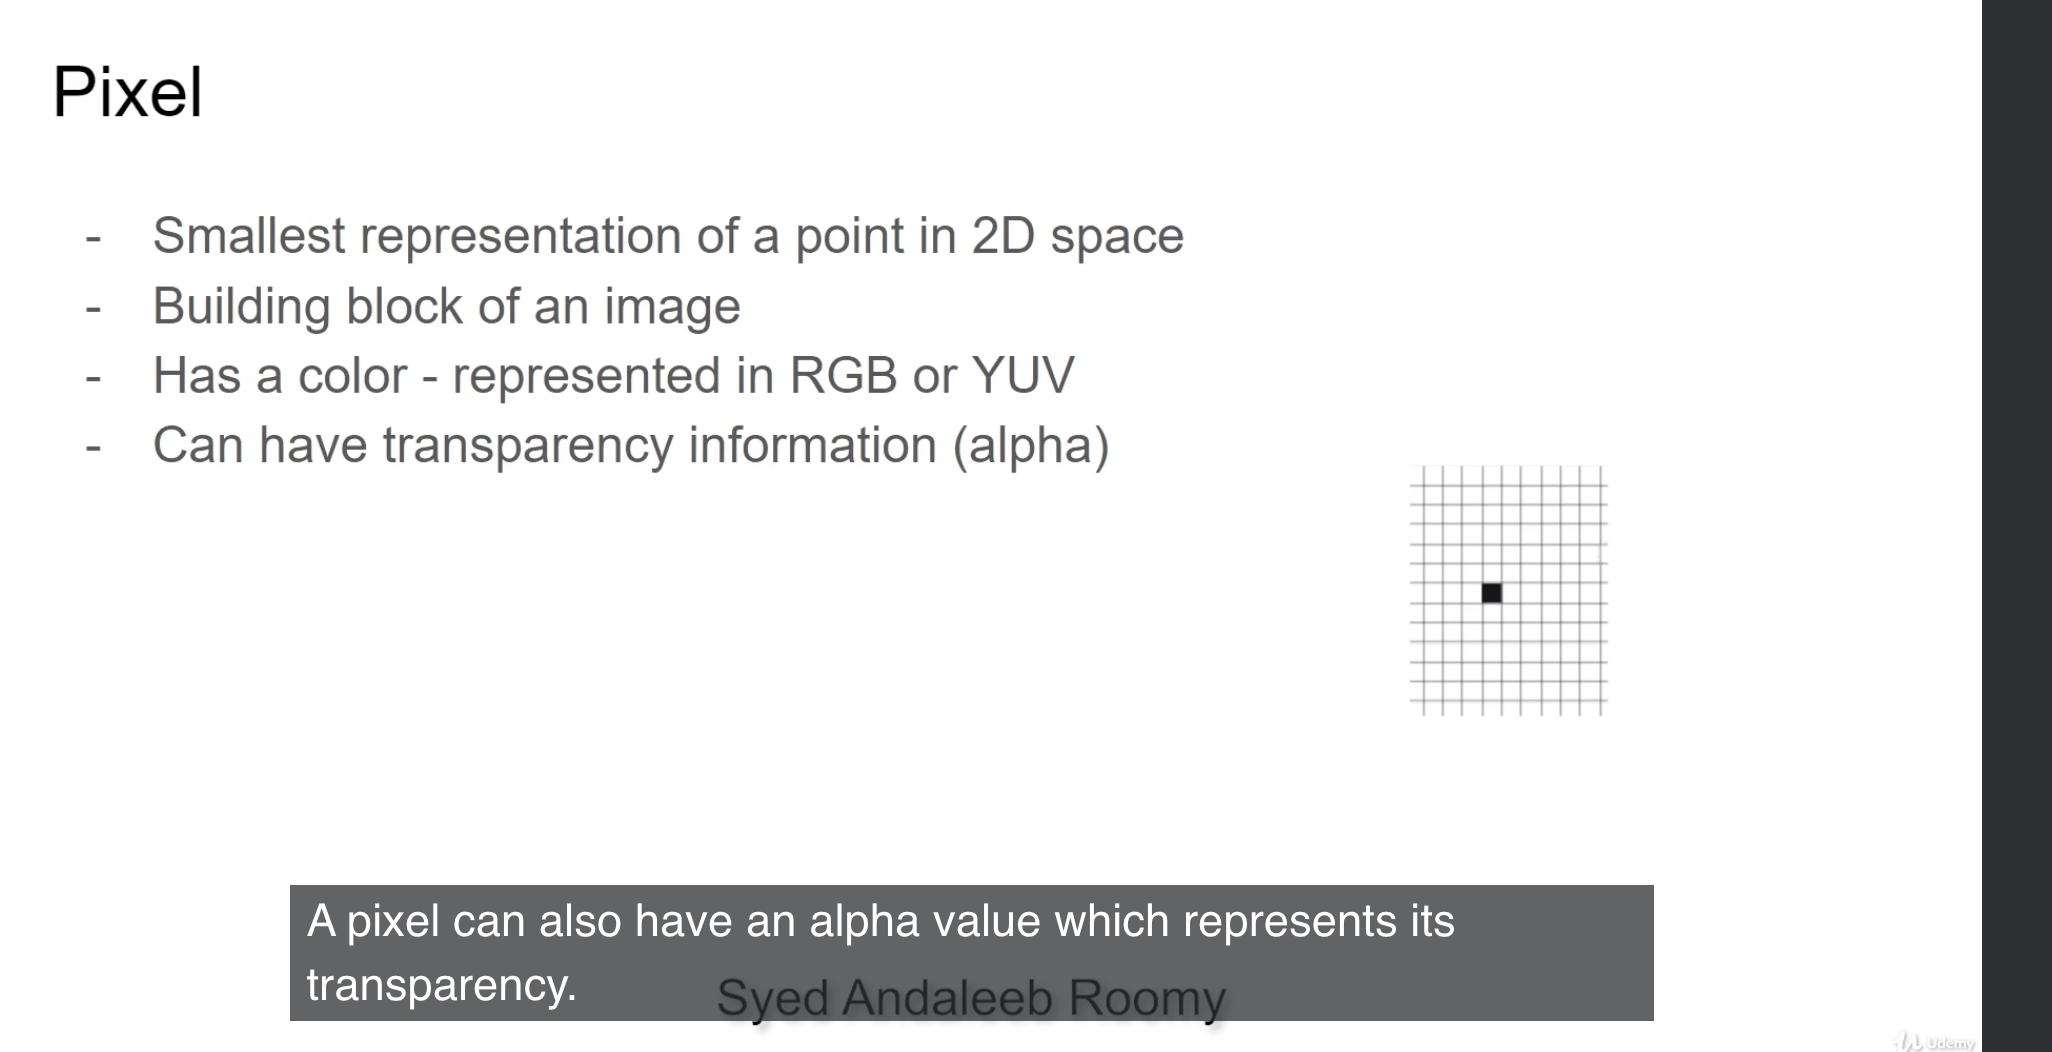 Pixel
- Smallest representation of a point in 2D space
- Building block of an image
- Has a color - represented in RGB or YUV
- Can have transparency information (alpha)
A pixel can also have an alpha value which represents its
transparency.
Syed Andaleeb Roomy
Udemy